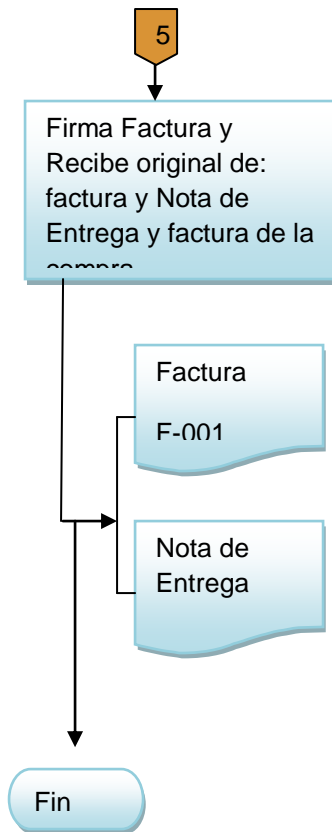 5
Firma Factura y
Recibe original de:
factura y Nota de
Entrega y factura de la
compra
Factura
F-001
Nota de
Entrega
Fin